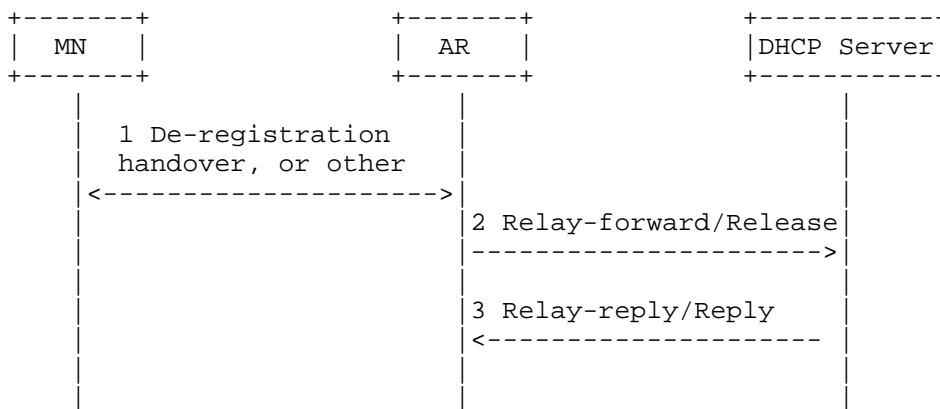 MN AR DHCP Server
1 De-registration
handover, or other
2 Relay-forward/Release
3 Relay-reply/Reply